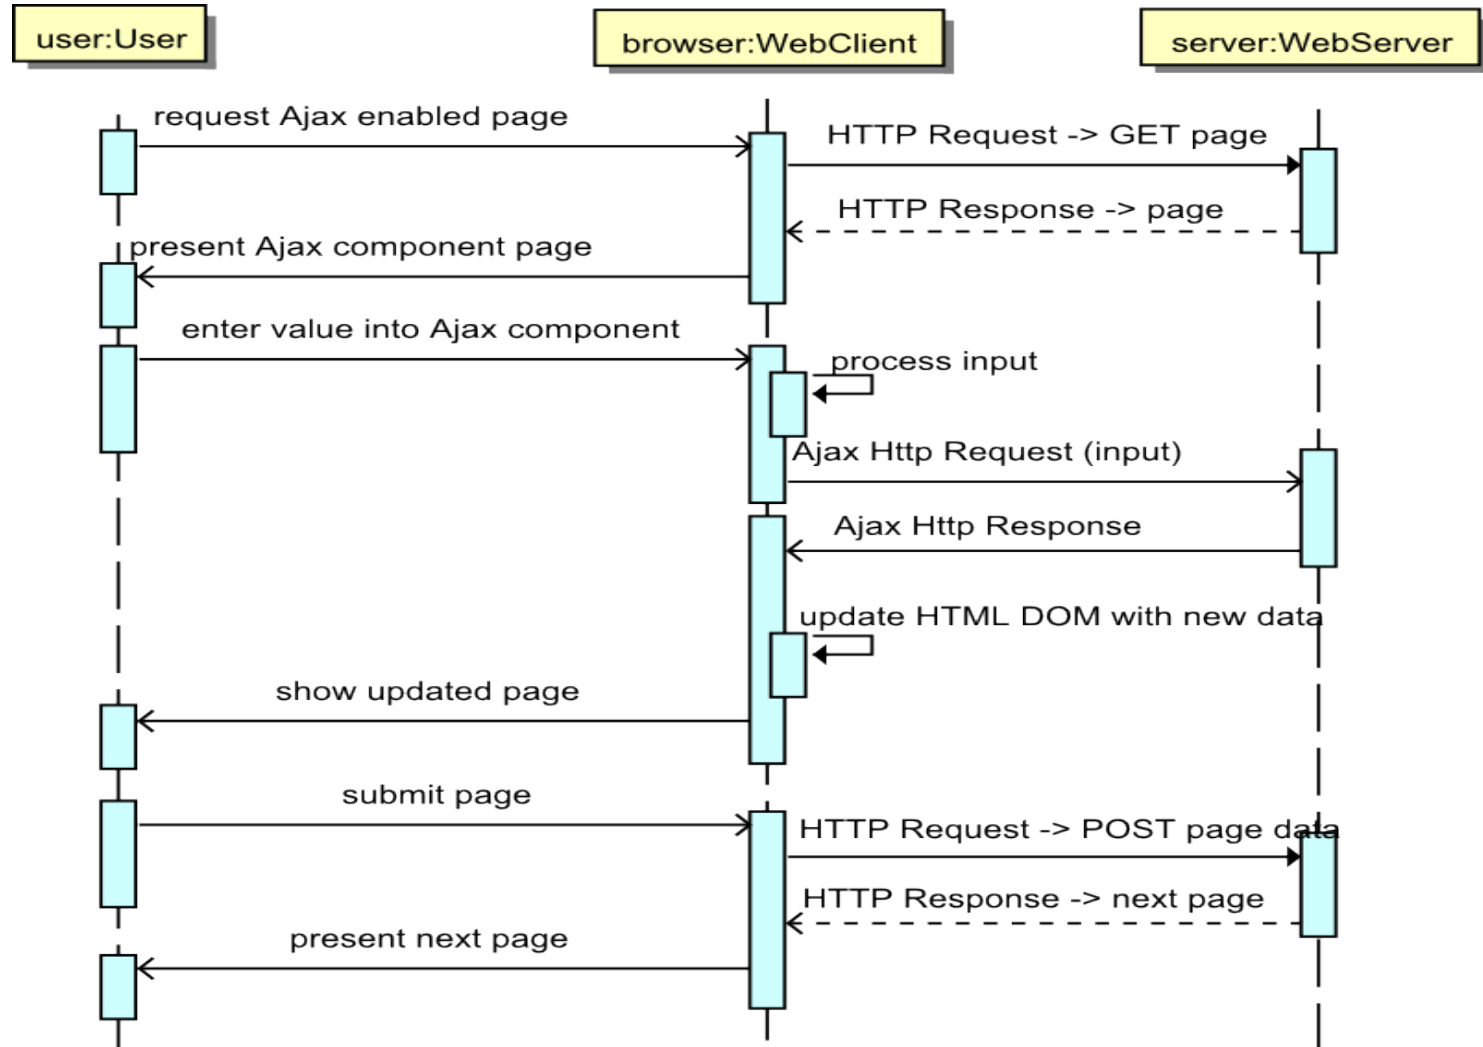 user:User
browser:WebClient
server:WebServer
request Ajax enabled page
HTTP Request -> GET page
HTTP Response -> page
present Ajax component page
enter value into Ajax component
process input
Ajax Http Request (input)
Ajax Http Response
update HTML DOM with new data
show updated page
submit page
HTTP Request -> POST page data
HTTP Response -> next page
present next page